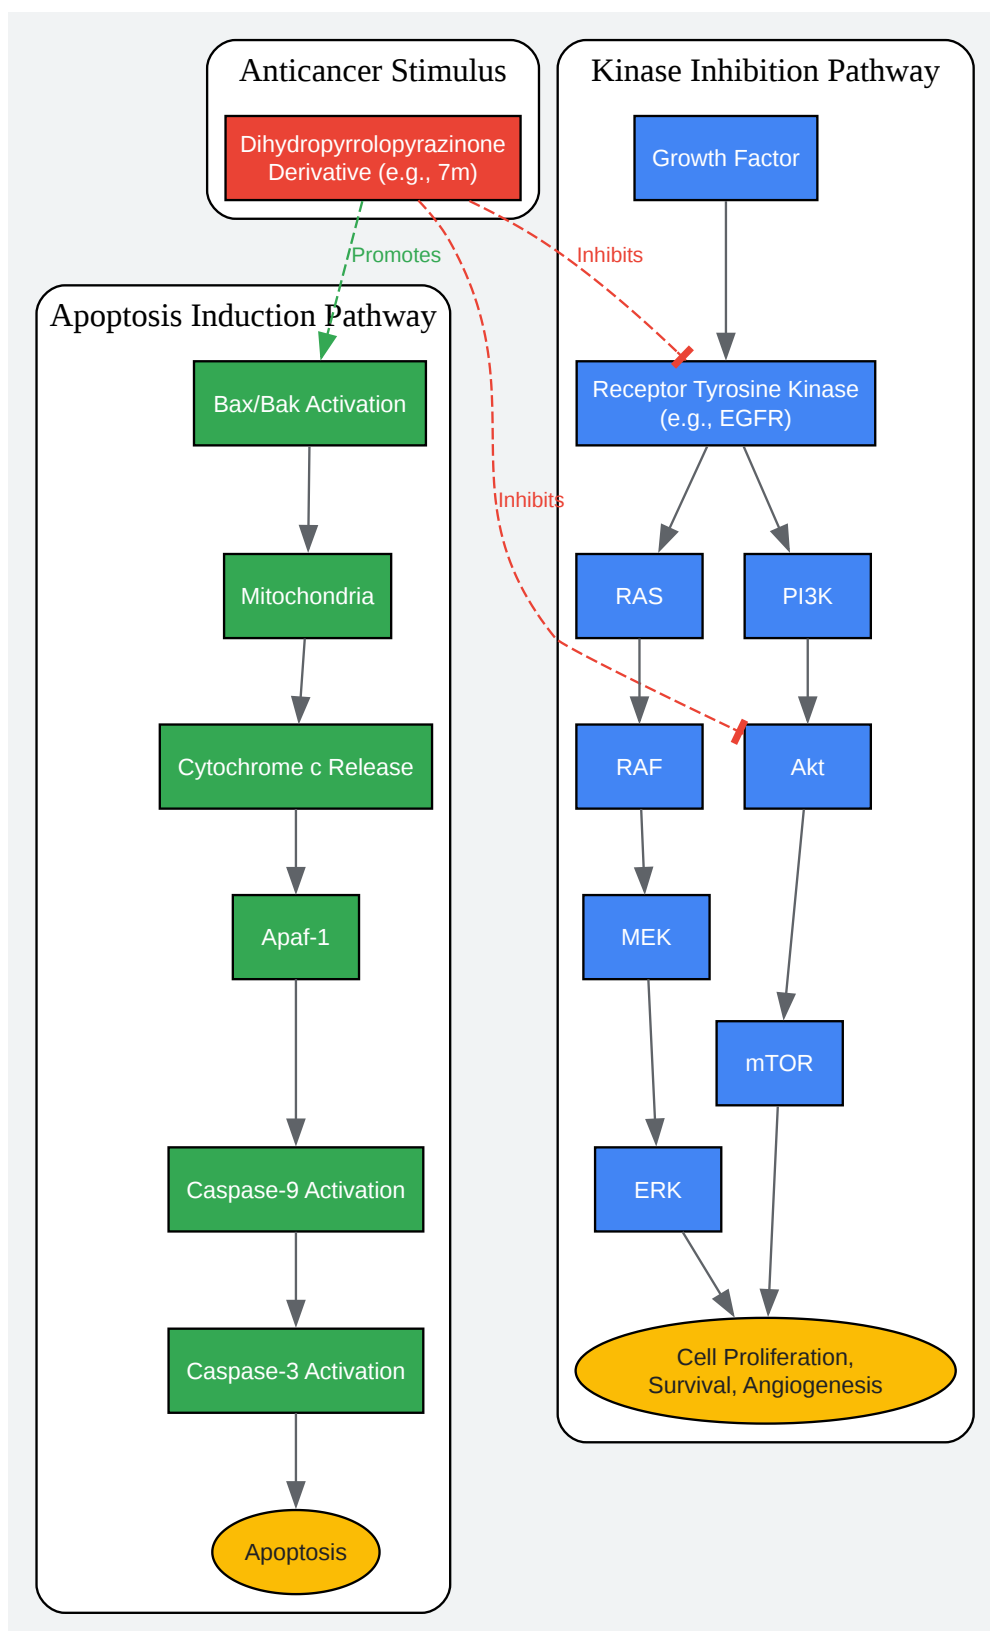 Anticancer Stimulus
Dihydropyrrolopyrazinone
Derivative (e.g., 7m)
Promotes
Inhibits
Inhibits
Apoptosis Induction Pathway
Bax/Bak Activation
Mitochondria
Cytochrome c Release
Apaf-1
Caspase-9 Activation
Caspase-3 Activation
Apoptosis
Kinase Inhibition Pathway
Growth Factor
Receptor Tyrosine Kinase
(e.g., EGFR)
RAS
PI3K
RAF
Akt
MEK
mTOR
ERK
Cell Proliferation,
Survival, Angiogenesis